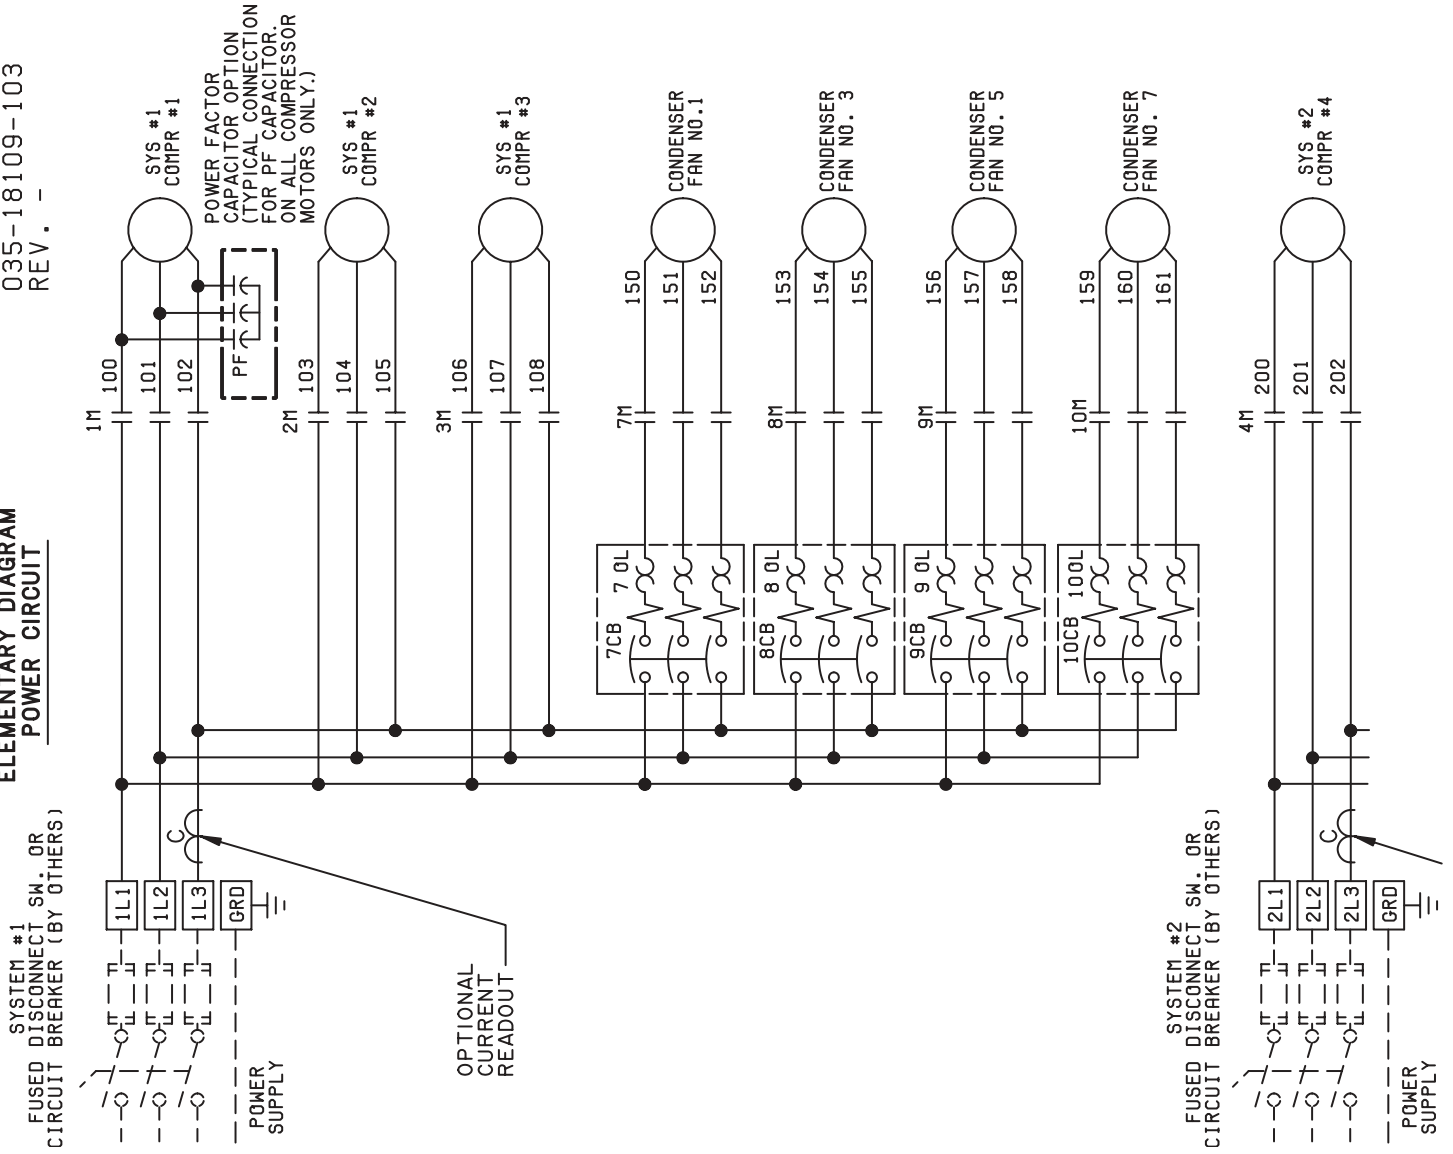 035-18109-103
REV. -
ELEMENTARY DIAGRAM
POWER CIRCUIT
SYSTEM #1
FUSED DISCONNECT SW. OR
CIRCUIT BREAKER (BY OTHERS)
POWER
SUPPLY
1L1
1L2
1L3
GRD
C
OPTIONAL
CURRENT
READOUT
1M
100
101
102
SYS #1
COMPR #1
PF
POWER FACTOR
CAPACITOR OPTION
(TYPICAL CONNECTION
FOR PF CAPACITOR.
ON ALL COMPRESSOR
MOTORS ONLY.)
2M
103
104
105
SYS #1
COMPR #2
3M
106
107
108
SYS #1
COMPR #3
7CB
7 OL
7M
150
151
152
CONDENSER
FAN NO.1
8CB
8 OL
8M
153
154
155
CONDENSER
FAN NO. 3
9CB
9 OL
9M
156
157
158
CONDENSER
FAN NO. 5
10CB
10OL
10M
159
160
161
CONDENSER
FAN NO. 7
SYSTEM #2
FUSED DISCONNECT SW. OR
CIRCUIT BREAKER (BY OTHERS)
POWER
SUPPLY
2L1
2L2
2L3
GRD
C
4M
200
201
202
SYS #2
COMPR #4